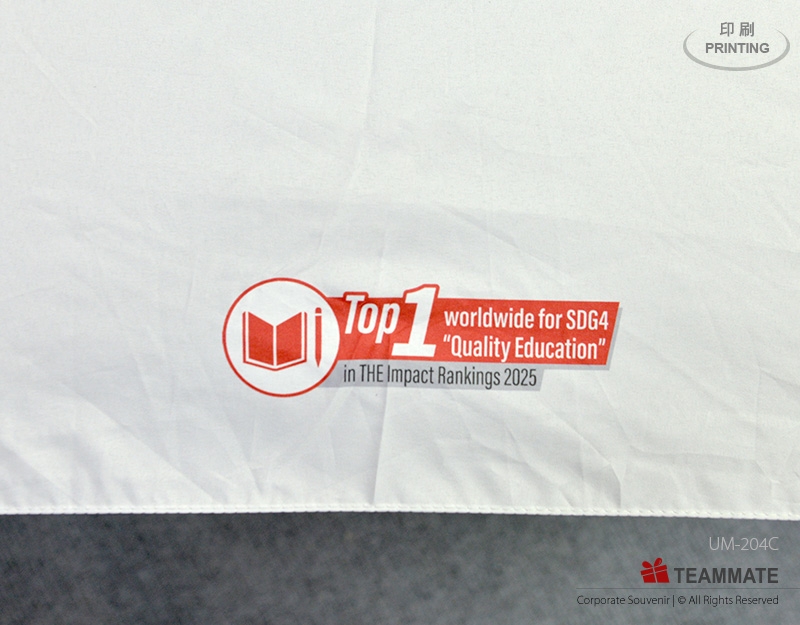 印刷
PRINTING
Top 1 worldwide for SDG4
“Quality Education”
in THE Impact Rankings 2025
UM-204C
TEAMMATE
Corporate Souvenir | © All Rights Reserved